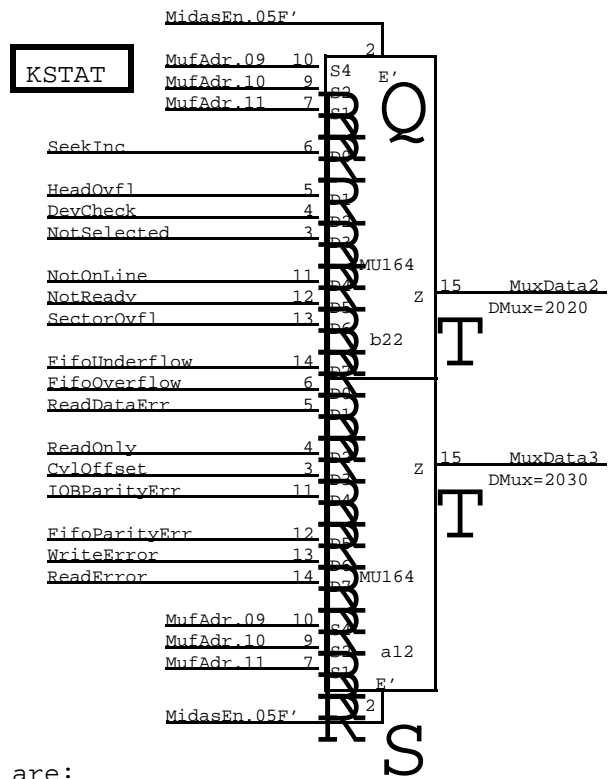 MidasEn.05F'
KSTAT
2
MufAdr.09 10 S4 E' Q
MufAdr.10 9 S2
MufAdr.11 7 S1
SeekInc 6 D0
HeadOvfl 5 D1
DevCheck 4 D2
NotSelected 3 D3
MU164
NotOnLine 11 D4 Z 15 MuxData2
NotReady 12 D5 DMux=2020
SectorOvfl 13 D6
b22 T
FifoUnderflow 14 D7
FifoOverflow 6 D0
ReadDataErr 5 D1
ReadOnly 4 D2
CylOffset 3 D3 Z 15 MuxData3
IOBParityErr 11 D4 DMux=2030
T
FifoParityErr 12 D5
WriteError 13 D6
ReadError 14 D7 MU164
MufAdr.09 10 S4
MufAdr.10 9 S2 a12
MufAdr.11 7 S1
E'
MidasEn.05F' 2
R S
are: